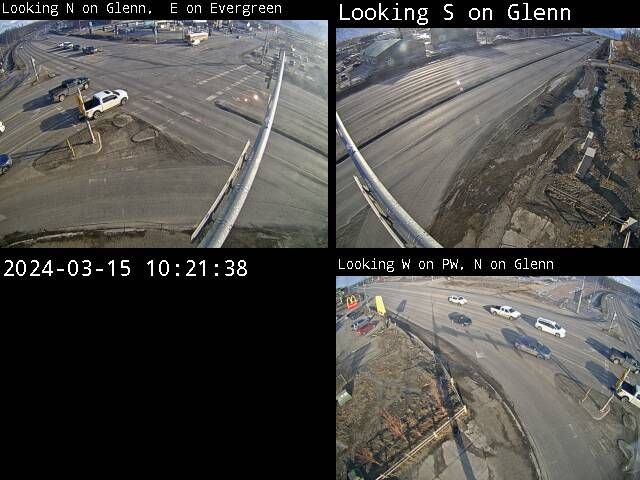 Looking N on Glenn,  E on Evergreen
Looking S on Glenn
2024-03-15 10:21:38
Looking W on PW, N on Glenn